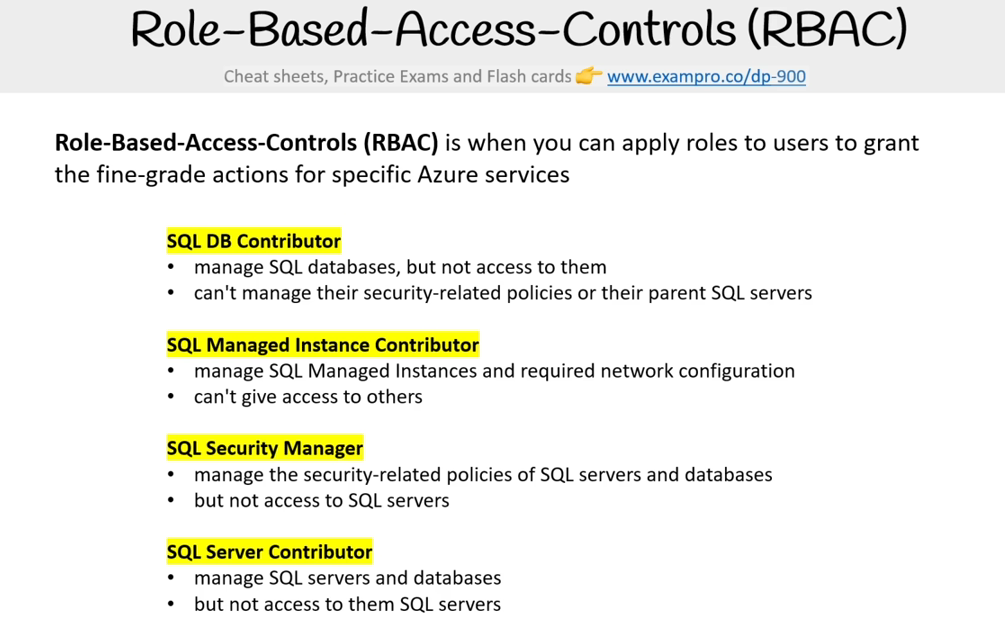 Role-Based-Access-Controls (RBAC)
Cheat sheets, Practice Exams and Flash cards 👉 www.exampro.co/dp-900
Role-Based-Access-Controls (RBAC) is when you can apply roles to users to grant
the fine-grade actions for specific Azure services
SQL DB Contributor
• manage SQL databases, but not access to them
• can't manage their security-related policies or their parent SQL servers
SQL Managed Instance Contributor
• manage SQL Managed Instances and required network configuration
• can't give access to others
SQL Security Manager
• manage the security-related policies of SQL servers and databases
• but not access to SQL servers
SQL Server Contributor
• manage SQL servers and databases
• but not access to them SQL servers